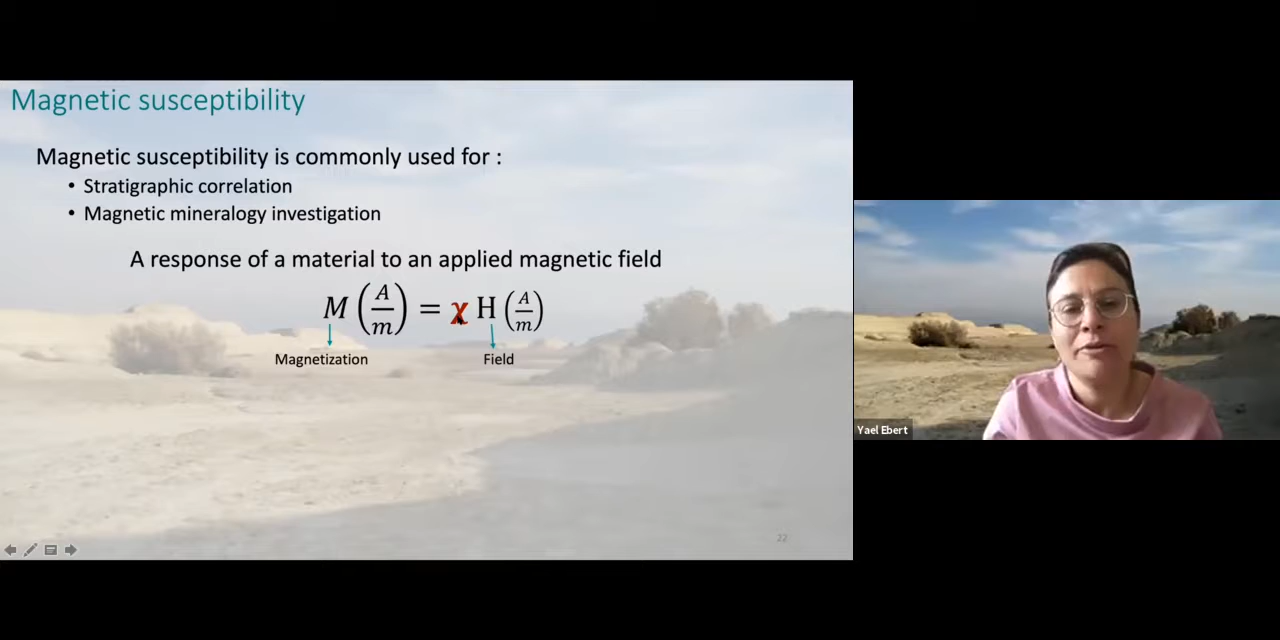 Magnetic susceptibility
Magnetic susceptibility is commonly used for :
• Stratigraphic correlation
• Magnetic mineralogy investigation
A response of a material to an applied magnetic field
M (A/m) = χ H (A/m)
Magnetization
Field
22
Yael Ebert